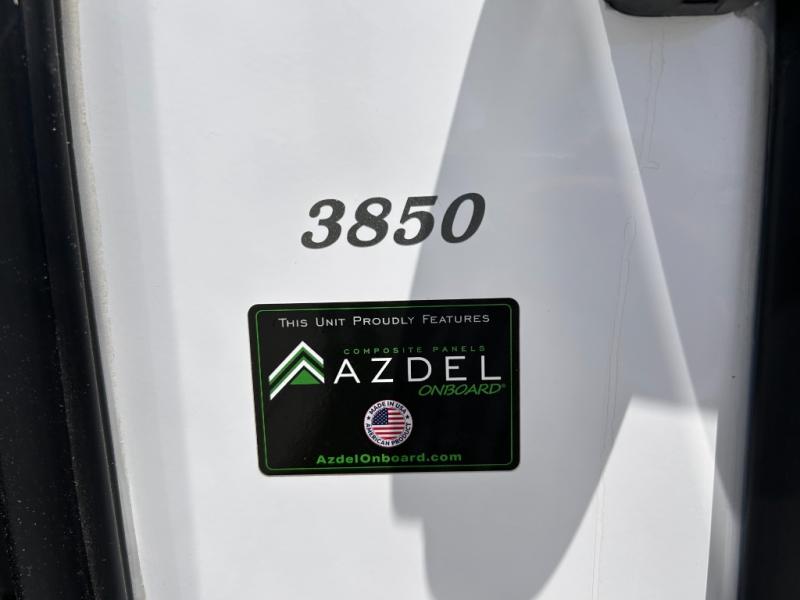 3850
THIS UNIT PROUDLY FEATURES
COMPOSITE PANELS
AZDEL
ONBOARD®
MADE IN USA
AMERICAN PRODUCT
AzdelOnboard.com